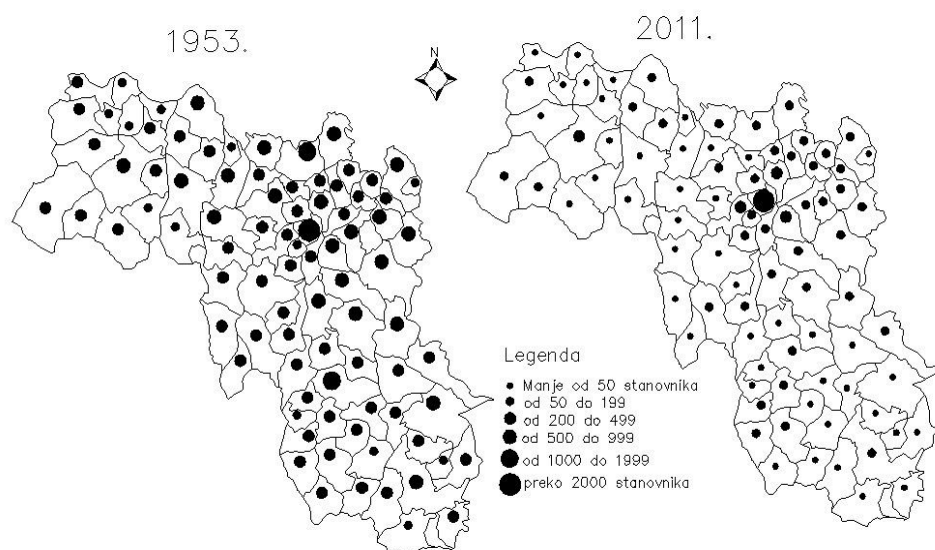 1953.
N
2011.
Legenda
Manje od 50 stanovnika
od 50 do 199
od 200 do 499
od 500 do 999
od 1000 do 1999
preko 2000 stanovnika